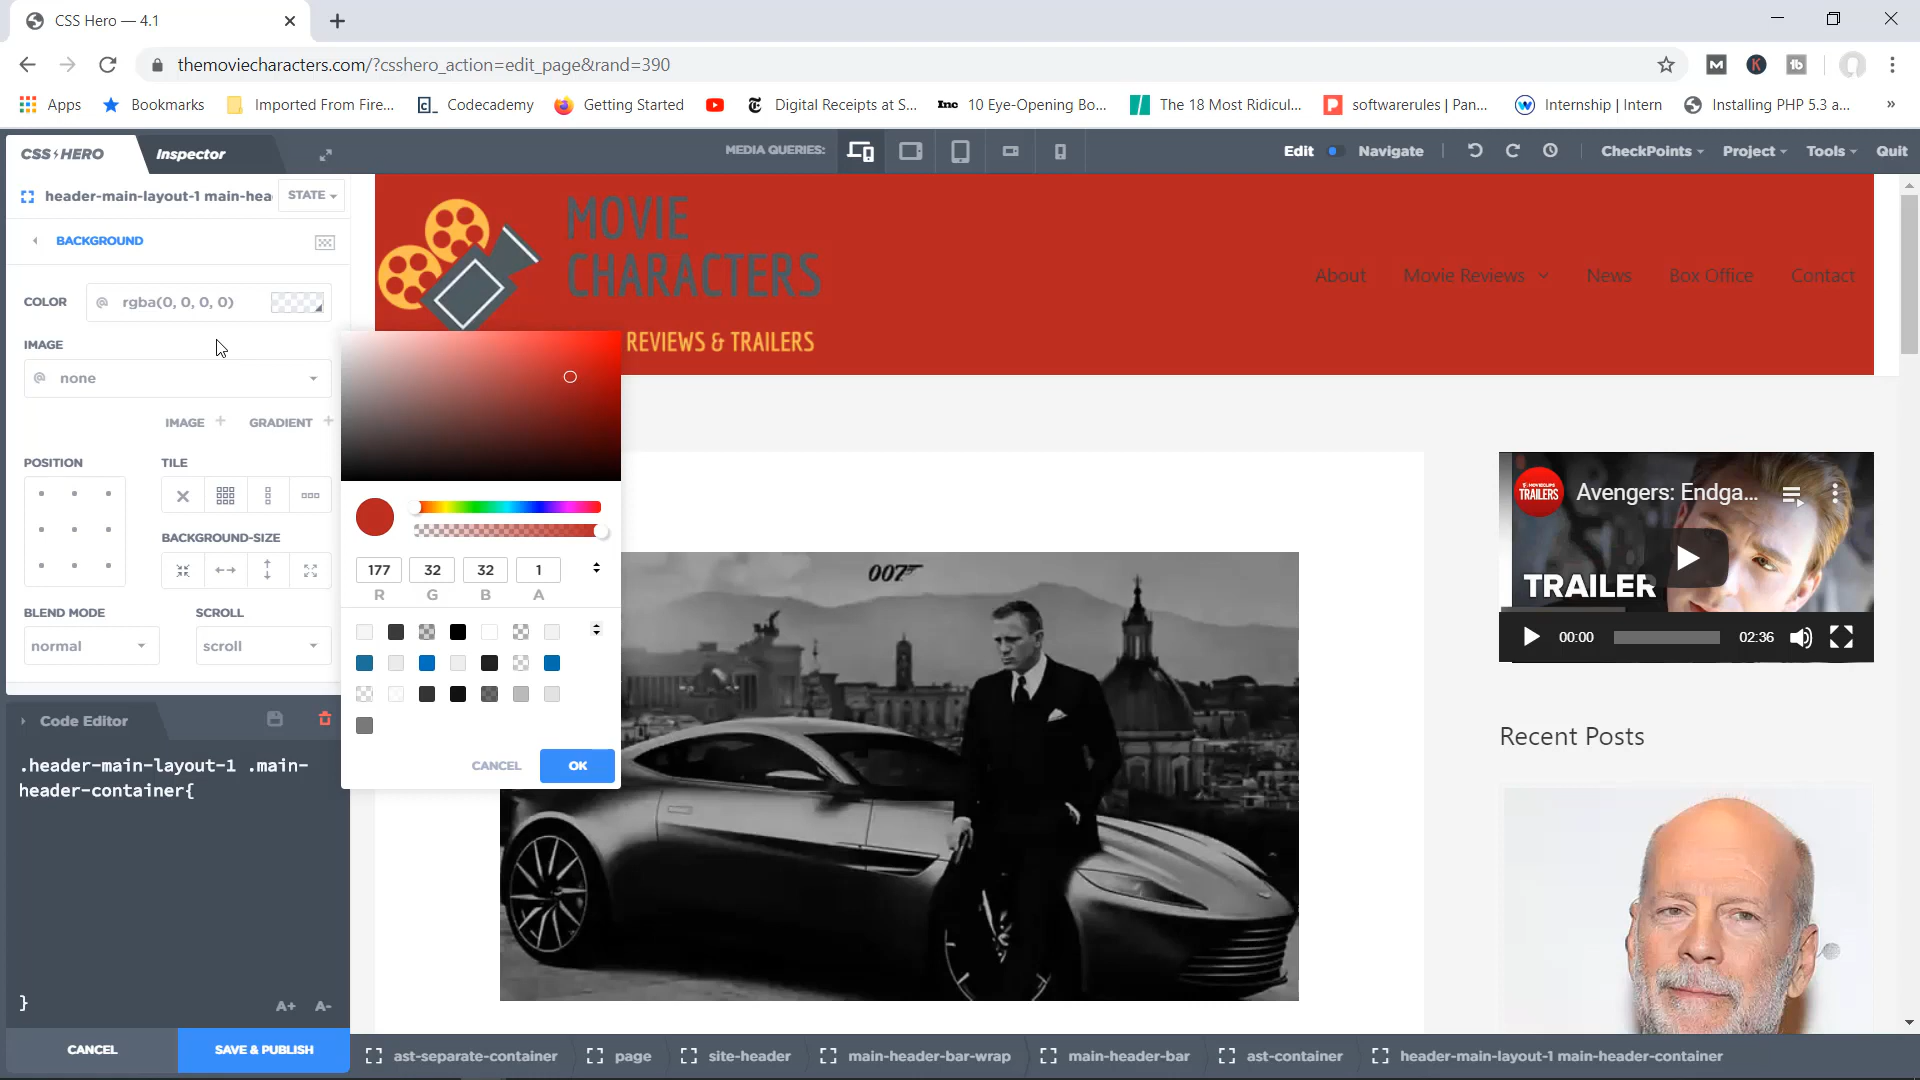 CSS Hero — 4.1
themoviecharacters.com/?csshero_action=edit_page&rand=390
Apps
Bookmarks
Imported From Fire...
Codecademy
Getting Started
Digital Receipts at S...
Inc 10 Eye-Opening Bo...
The 18 Most Ridicul...
softwarerules | Pan...
Internship | Intern
Installing PHP 5.3 a...
»
CSS HERO
Inspector
MEDIA QUERIES:
Edit
Navigate
CheckPoints
Project
Tools
Quit
header-main-layout-1 main-hea
STATE
BACKGROUND
COLOR
@ rgba(0, 0, 0, 0)
IMAGE
@ none
IMAGE +
GRADIENT +
POSITION
TILE
BACKGROUND-SIZE
BLEND MODE
SCROLL
normal
scroll
177
32
32
1
R
G
B
A
CANCEL
OK
Code Editor
.header-main-layout-1 .main-
header-container{
}
A+
A-
CANCEL
SAVE & PUBLISH
MOVIE
CHARACTERS
REVIEWS & TRAILERS
About
Movie Reviews
News
Box Office
Contact
007
MOVIECLIPS
TRAILERS
Avengers: Endga...
TRAILER
00:00
02:36
Recent Posts
ast-separate-container
page
site-header
main-header-bar-wrap
main-header-bar
ast-container
header-main-layout-1 main-header-container